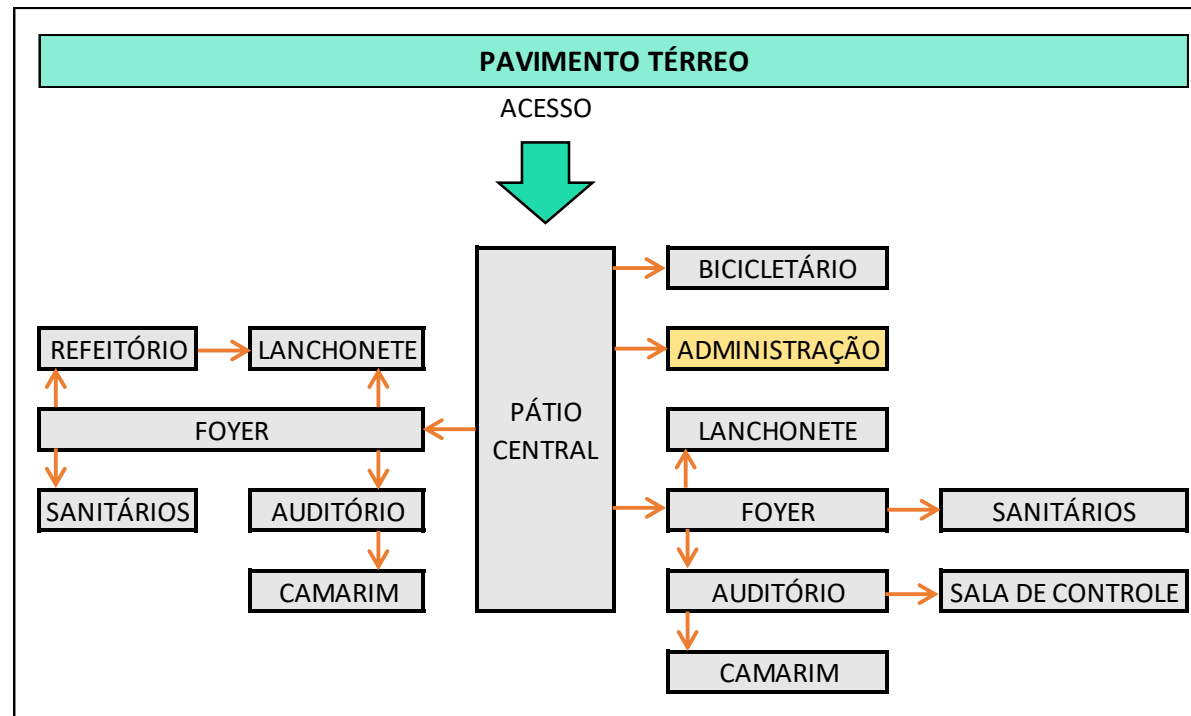 PAVIMENTO TÉRREO
ACESSO
BICICLETÁRIO
REFEITÓRIO
LANCHONETE
ADMINISTRAÇÃO
PÁTIO
CENTRAL
FOYER
LANCHONETE
SANITÁRIOS
AUDITÓRIO
FOYER
SANITÁRIOS
CAMARIM
AUDITÓRIO
SALA DE CONTROLE
CAMARIM